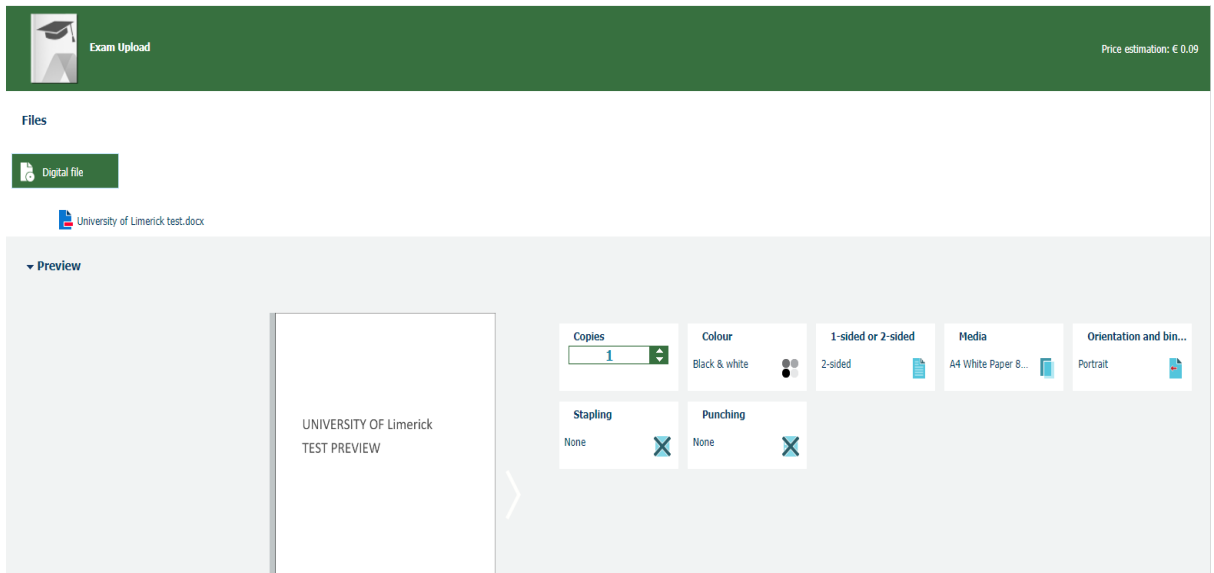 Exam Upload
Price estimation: € 0.09
Files
Digital file
University of Limerick test.docx
Preview
UNIVERSITY OF Limerick
TEST PREVIEW
Copies
1
Colour
Black & white
1-sided or 2-sided
2-sided
Media
A4 White Paper 8...
Orientation and bin...
Portrait
Stapling
None
Punching
None